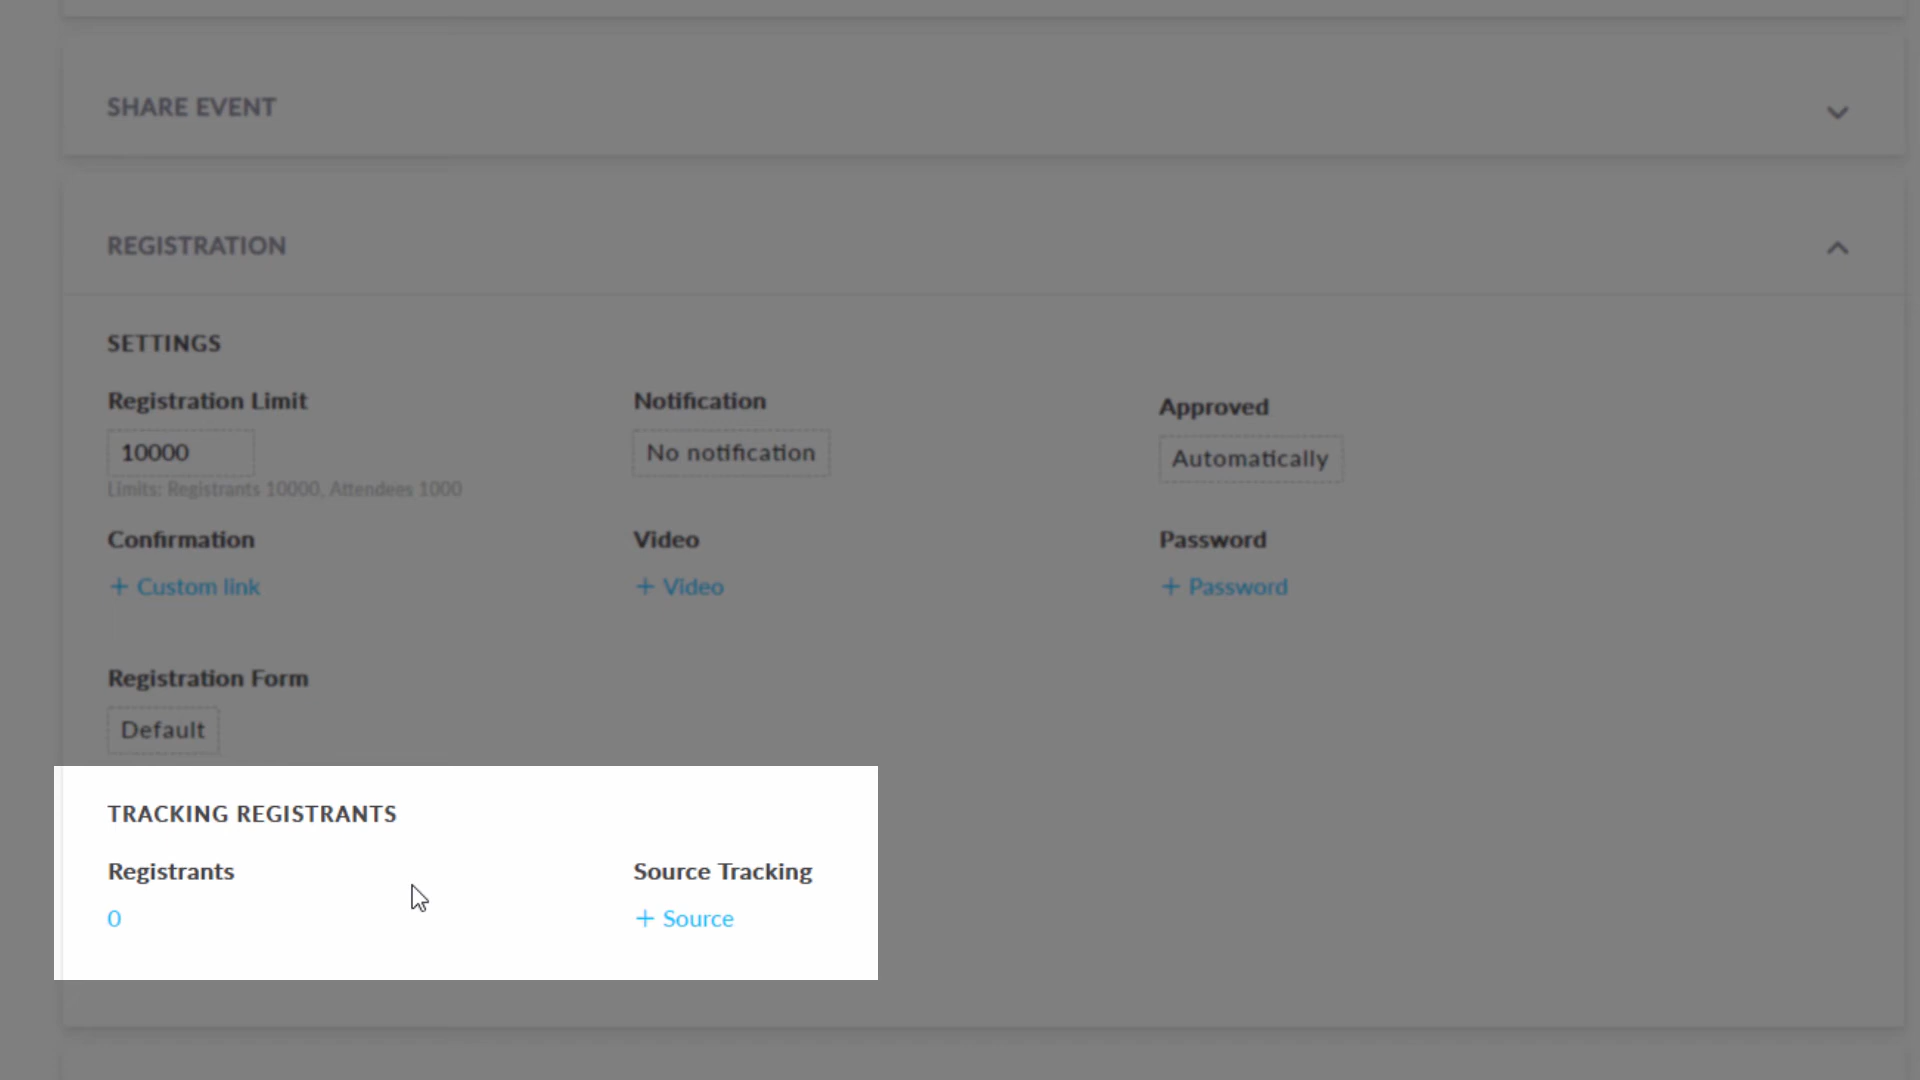 SHARE EVENT
REGISTRATION
SETTINGS
Registration Limit
10000
Limits: Registrants 10000, Attendees 1000
Notification
No notification
Approved
Automatically
Confirmation
+ Custom link
Video
+ Video
Password
+ Password
Registration Form
Default
TRACKING REGISTRANTS
Registrants
0
Source Tracking
+ Source